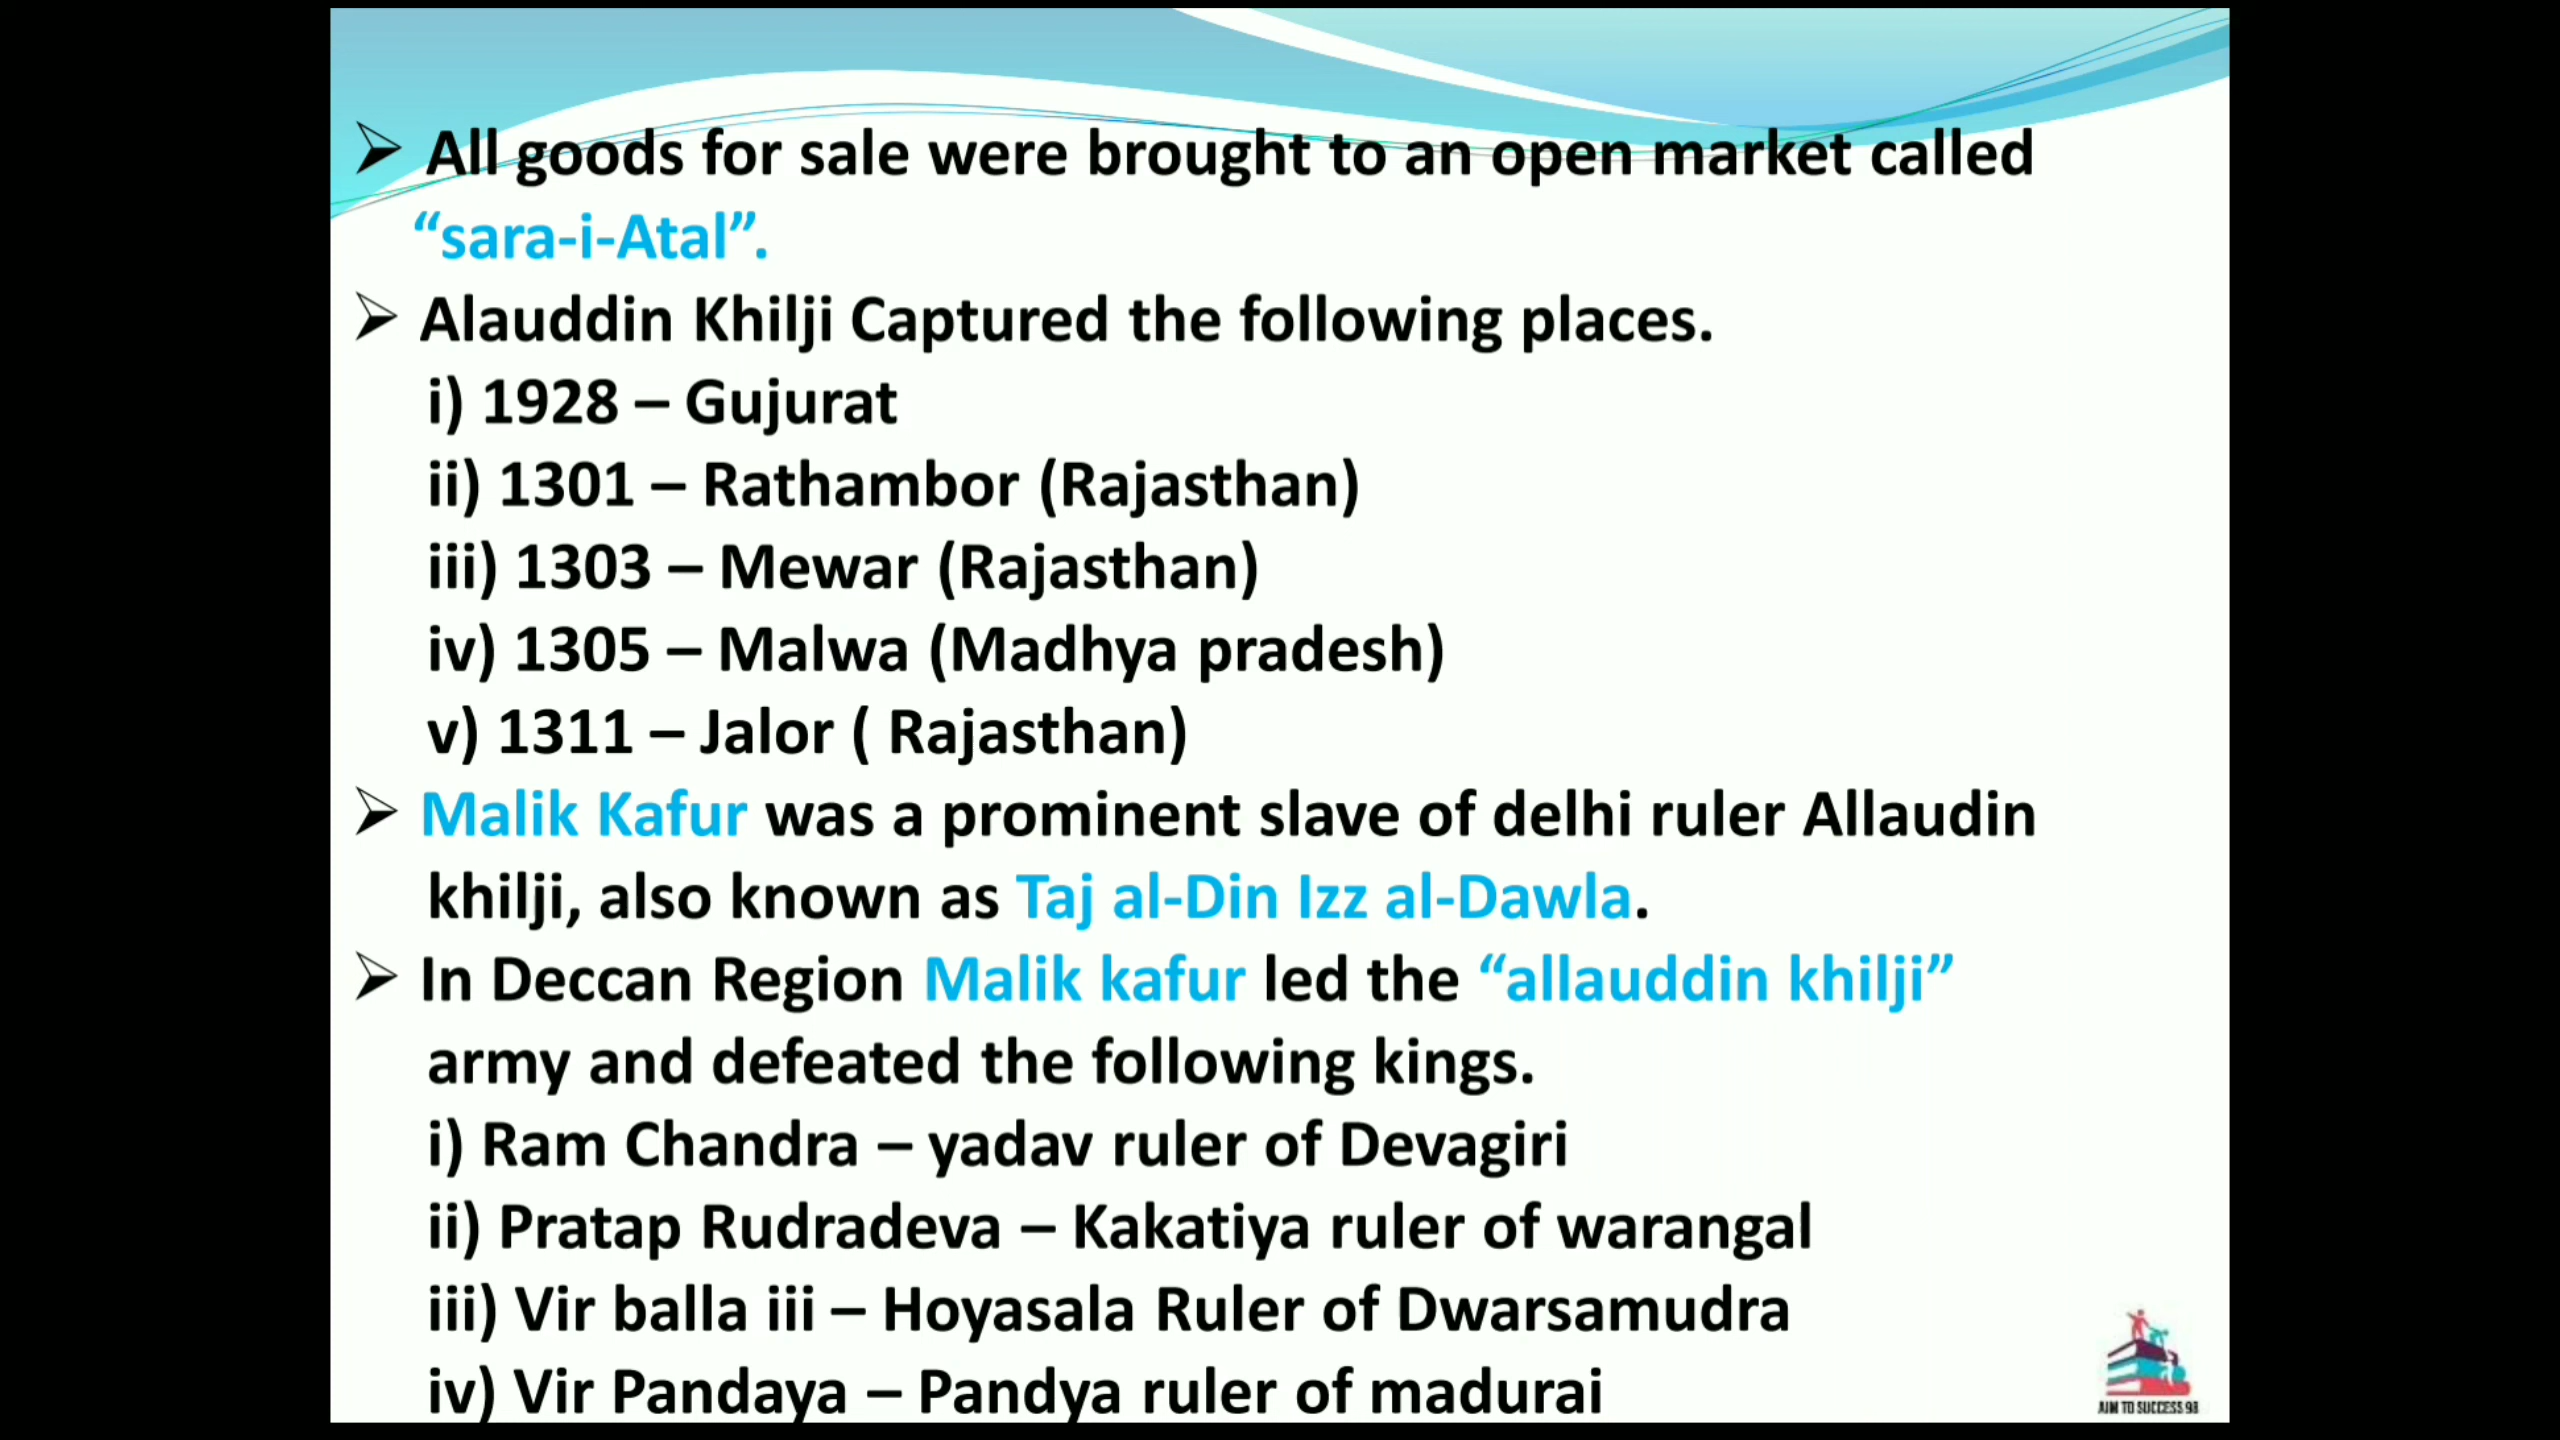 All goods for sale were brought to an open market called
“sara-i-Atal”.
Alauddin Khilji Captured the following places.
i) 1928 – Gujurat
ii) 1301 – Rathambor (Rajasthan)
iii) 1303 – Mewar (Rajasthan)
iv) 1305 – Malwa (Madhya pradesh)
v) 1311 – Jalor ( Rajasthan)
Malik Kafur was a prominent slave of delhi ruler Allaudin
khilji, also known as Taj al-Din Izz al-Dawla.
In Deccan Region Malik kafur led the “allauddin khilji”
army and defeated the following kings.
i) Ram Chandra – yadav ruler of Devagiri
ii) Pratap Rudradeva – Kakatiya ruler of warangal
iii) Vir balla iii – Hoyasala Ruler of Dwarsamudra
iv) Vir Pandaya – Pandya ruler of madurai
AIM TO SUCCESS 98